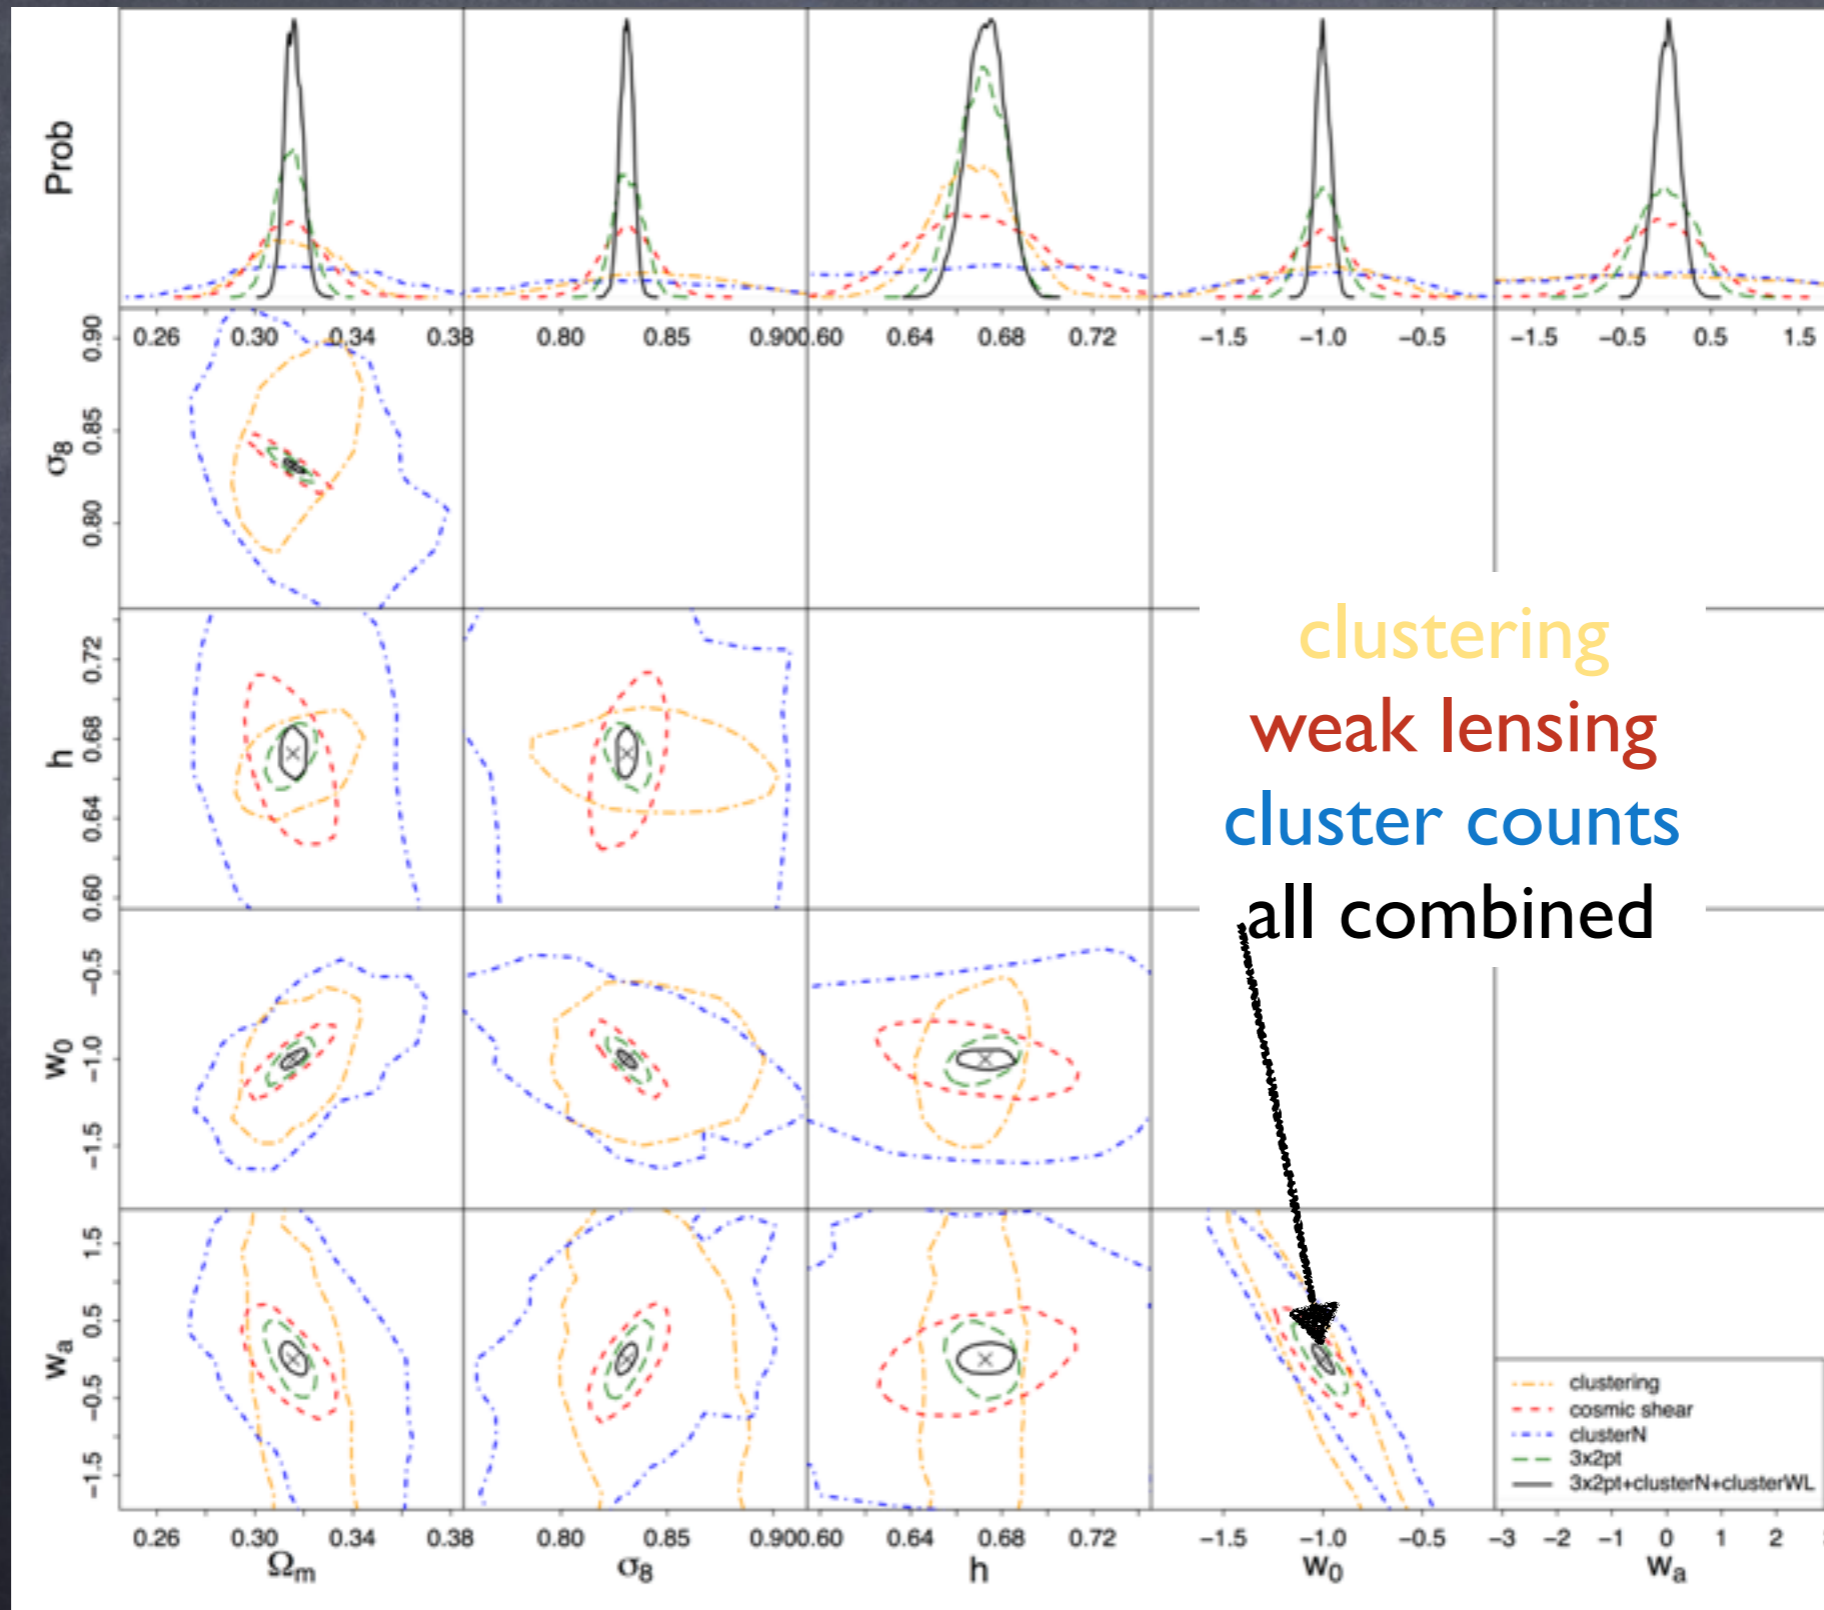 Prob
0.26 0.30 0.34 0.38 0.80 0.85 0.900 0.60 0.64 0.68 0.72 −1.5 −1.0 −0.5 −1.5 −0.5 0.5 1.5
σ8
0.80 0.85 0.90
h
0.60 0.64 0.68 0.72
clustering
weak lensing
cluster counts
all combined
w0
−1.5 −1.0 −0.5
wa
−1.5 −0.5 0.5 1.5
clustering
cosmic shear
clusterN
3x2pt
3x2pt+clusterN+clusterWL
0.26 0.30 0.34 0.38 0.80 0.85 0.900 0.60 0.64 0.68 0.72 −1.5 −1.0 −0.5 −3 −2 −1 0 1 2
Ωm σ8 h w0 wa